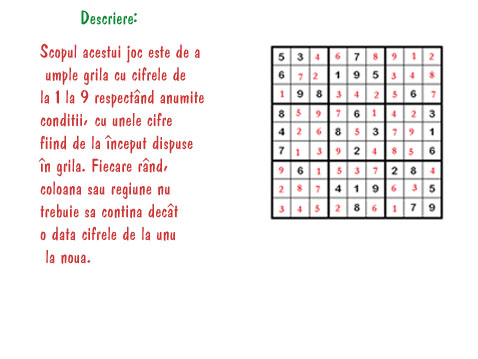 Descriere:
Scopul acestui joc este de a
umple grila cu cifrele de
la 1 la 9 respectând anumite
conditii, cu unele cifre
fiind de la început dispuse
în grila. Fiecare rând,
coloana sau regiune nu
trebuie sa contina decât
o data cifrele de la unu
la noua.
5 3 4 6 7 8 9 1 2
6 7 2 1 9 5 3 4 8
1 9 8 3 4 2 5 6 7
8 5 9 7 6 1 4 2 3
4 2 6 8 5 3 7 9 1
7 1 3 9 2 4 8 5 6
9 6 1 5 3 7 2 8 4
2 8 7 4 1 9 6 3 5
3 4 5 2 8 6 1 7 9